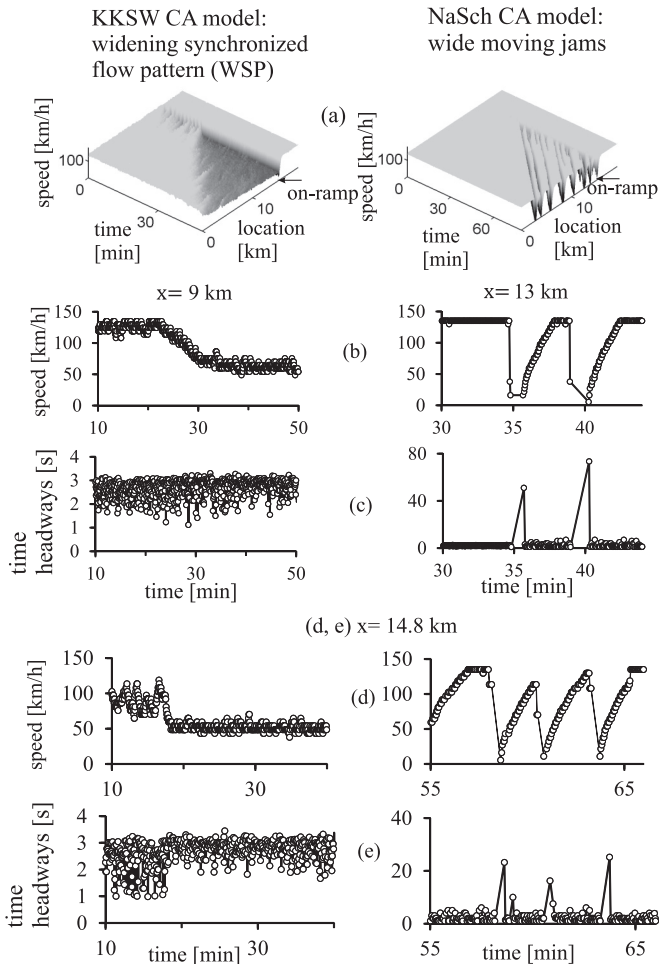 KKSW CA model:
widening synchronized
flow pattern (WSP)
NaSch CA model:
wide moving jams
(a)
speed [km/h]
100
0
30
time
[min]
0
10
location
[km]
on-ramp
speed [km/h]
100
0
30
60
time
[min]
0
10
location
[km]
on-ramp
x= 9 km
x= 13 km
(b)
speed [km/h]
150
100
50
0
10
30
50
150
100
50
0
30
35
40
(c)
time
headways [s]
4
3
2
1
0
10
20
30
40
50
time [min]
80
40
0
30
35
40
time [min]
(d, e) x= 14.8 km
(d)
speed [km/h]
150
100
50
0
10
30
150
100
50
0
55
65
(e)
time
headways [s]
4
3
2
1
0
10
30
time [min]
40
20
0
55
65
time [min]